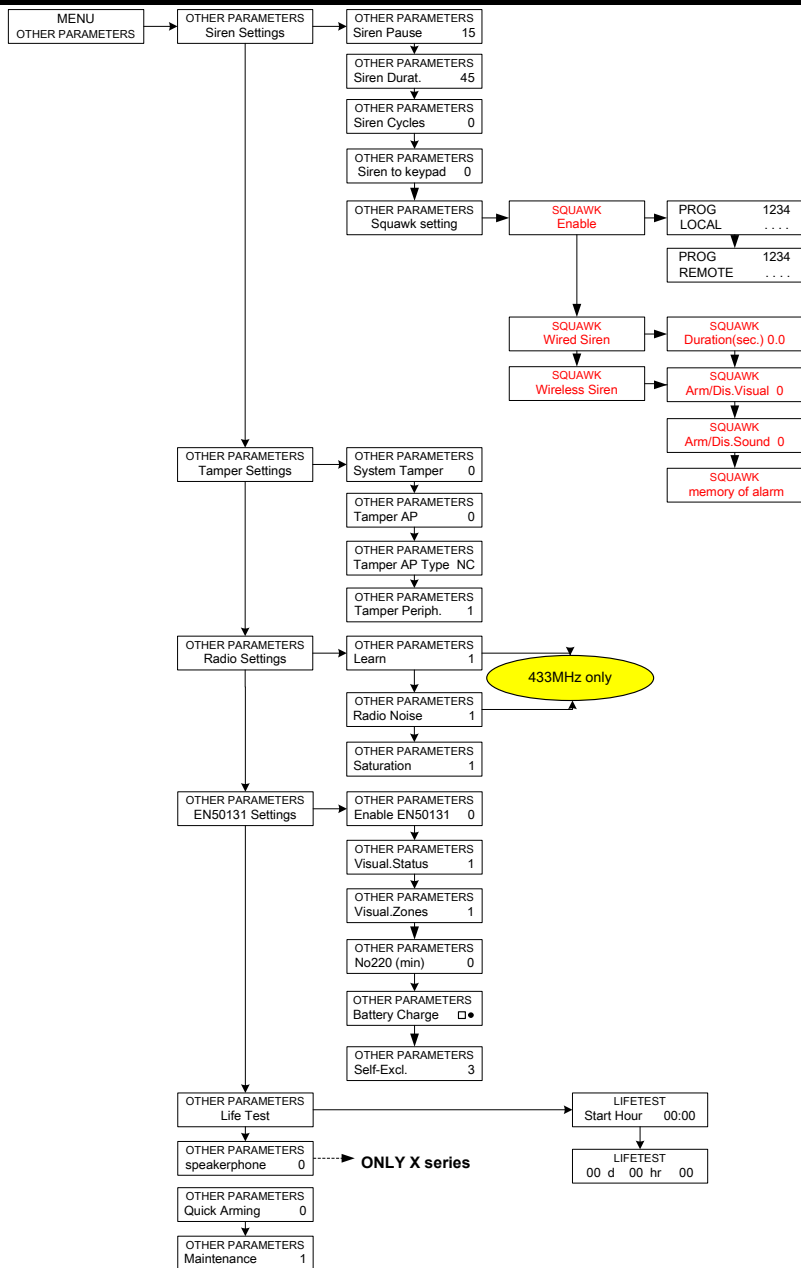 MENU
OTHER PARAMETERS
OTHER PARAMETERS
Siren Settings
OTHER PARAMETERS
Siren Pause 15
OTHER PARAMETERS
Siren Durat. 45
OTHER PARAMETERS
Siren Cycles 0
OTHER PARAMETERS
Siren to keypad 0
OTHER PARAMETERS
Squawk setting
SQUAWK
Enable
PROG 1234
LOCAL . . . .
PROG 1234
REMOTE . . . .
SQUAWK
Wired Siren
SQUAWK
Duration(sec.) 0.0
SQUAWK
Wireless Siren
SQUAWK
Arm/Dis.Visual 0
SQUAWK
Arm/Dis.Sound 0
SQUAWK
memory of alarm
OTHER PARAMETERS
Tamper Settings
OTHER PARAMETERS
System Tamper 0
OTHER PARAMETERS
Tamper AP 0
OTHER PARAMETERS
Tamper AP Type NC
OTHER PARAMETERS
Tamper Periph. 1
OTHER PARAMETERS
Radio Settings
OTHER PARAMETERS
Learn 1
433MHz only
OTHER PARAMETERS
Radio Noise 1
OTHER PARAMETERS
Saturation 1
OTHER PARAMETERS
EN50131 Settings
OTHER PARAMETERS
Enable EN50131 0
OTHER PARAMETERS
Visual.Status 1
OTHER PARAMETERS
Visual.Zones 1
OTHER PARAMETERS
No220 (min) 0
OTHER PARAMETERS
Battery Charge □●
OTHER PARAMETERS
Self-Excl. 3
OTHER PARAMETERS
Life Test
LIFETEST
Start Hour 00:00
LIFETEST
00 d 00 hr 00
OTHER PARAMETERS
speakerphone 0
ONLY X series
OTHER PARAMETERS
Quick Arming 0
OTHER PARAMETERS
Maintenance 1